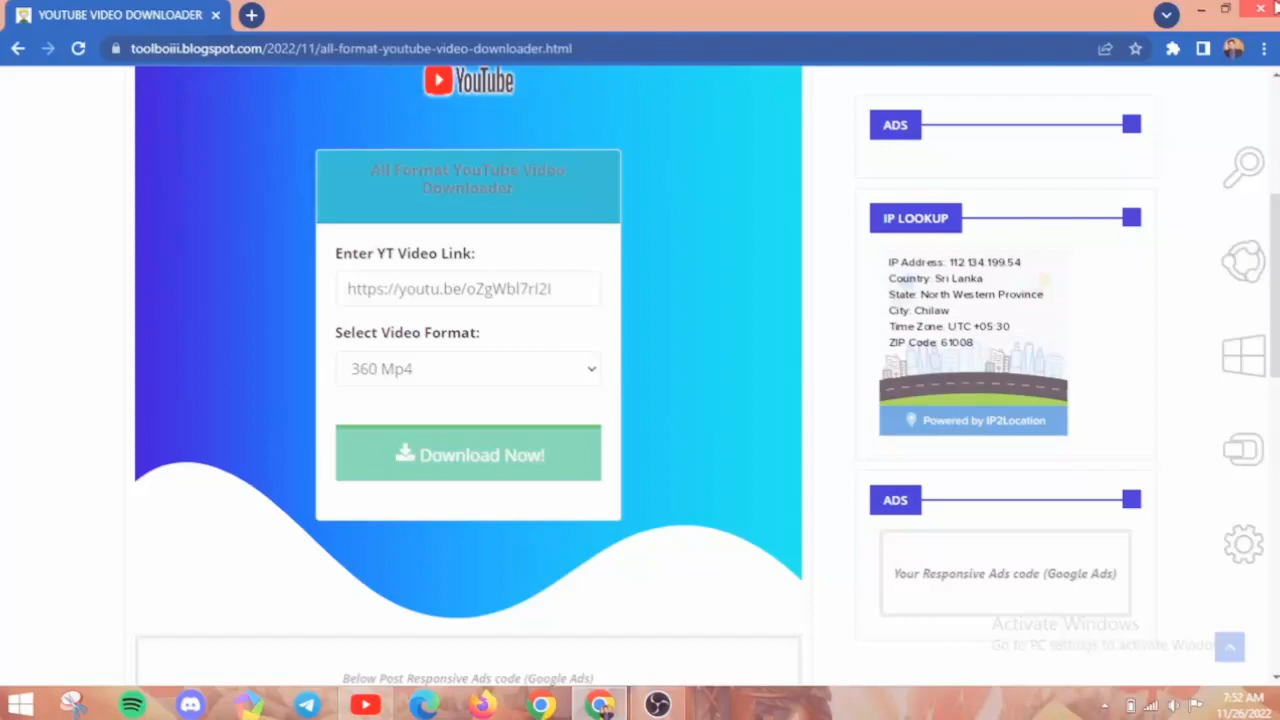 YOUTUBE VIDEO DOWNLOADER
toolboiii.blogspot.com/2022/11/all-format-youtube-video-downloader.html
YouTube
All Format YouTube Video
Downloader
Enter YT Video Link:
https://youtu.be/oZgWbl7rI2I
Select Video Format:
360 Mp4
Download Now!
Below Post Responsive Ads code (Google Ads)
ADS
IP LOOKUP
IP Address: 112.134.199.54
Country: Sri Lanka
State: North Western Province
City: Chilaw
Time Zone: UTC +05:30
ZIP Code: 61008
Powered by IP2Location
ADS
Your Responsive Ads code (Google Ads)
Activate Windows
Go to PC settings to activate Windo
7:52 AM
11/26/2022